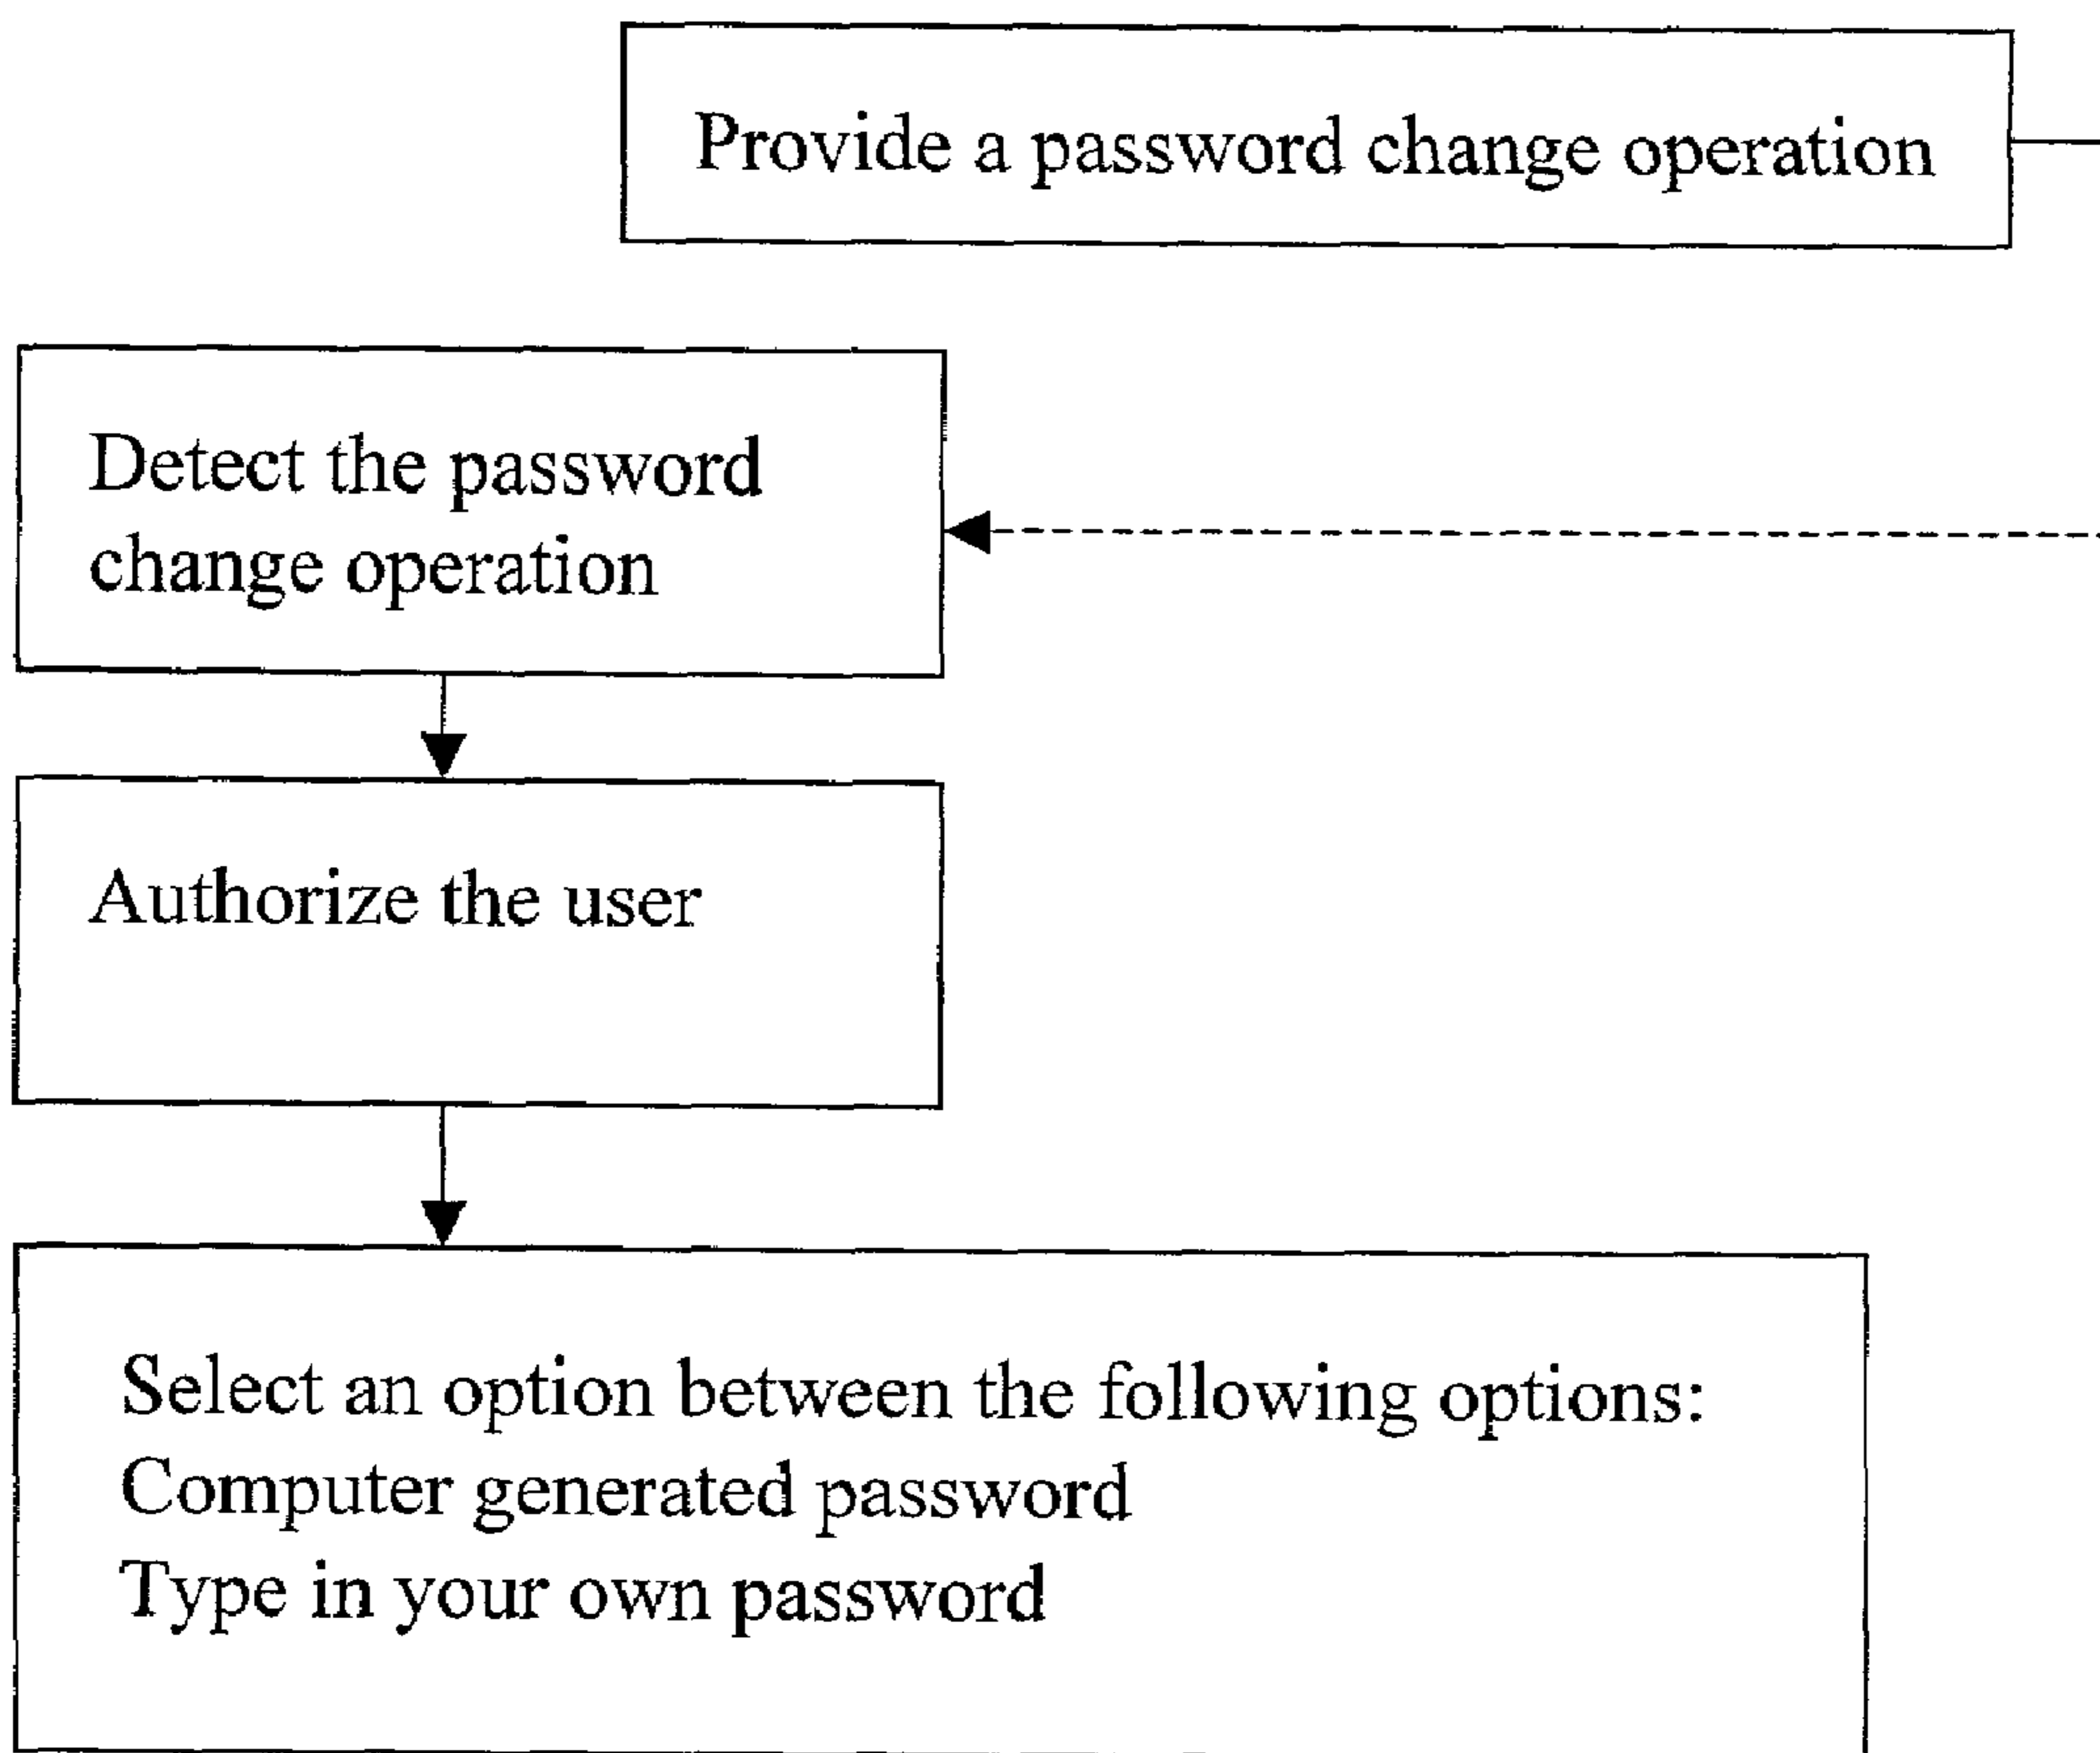 Provide a password change operation
Detect the password
change operation
Authorize the user
Select an option between the following options:
Computer generated password
Type in your own password